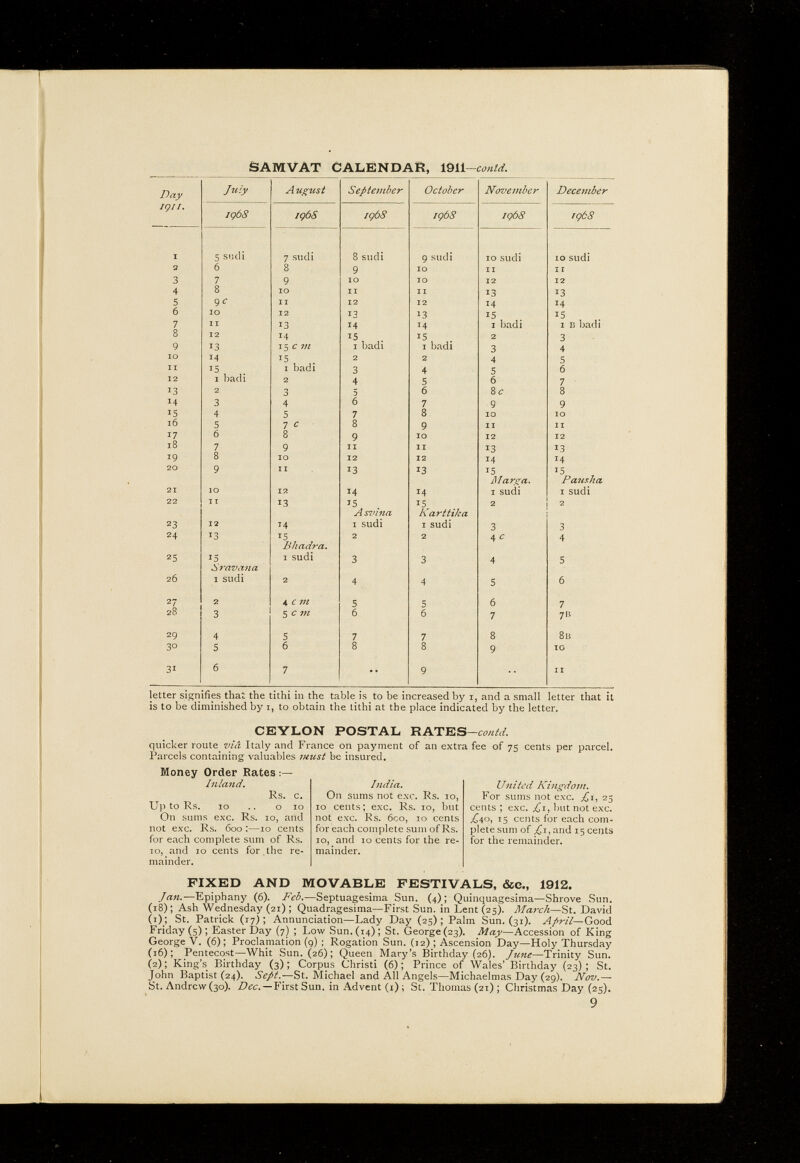 SAMVAT CALENDAR, 1911—contd.
Day 1911. | July | August | September | October | November | December
1968 | 1968 | 1968 | 1968 | 1968 | 1968
1 | 5 sudi | 7 sudi | 8 sudi | 9 sudi | 10 sudi | 10 sudi
2 | 6 | 8 | 9 | 10 | 11 | 11
3 | 7 | 9 | 10 | 10 | 12 | 12
4 | 8 | 10 | 11 | 11 | 13 | 13
5 | 9 c | 11 | 12 | 12 | 14 | 14
6 | 10 | 12 | 13 | 13 | 15 | 15
7 | 11 | 13 | 14 | 14 | 1 badi | 1 B badi
8 | 12 | 14 | 15 | 15 | 2 | 3
9 | 13 | 15 c m | 1 badi | 1 badi | 3 | 4
10 | 14 | 15 | 2 | 2 | 4 | 5
11 | 15 | 1 badi | 3 | 4 | 5 | 6
12 | 1 badi | 2 | 4 | 5 | 6 | 7
13 | 2 | 3 | 5 | 6 | 8 c | 8
14 | 3 | 4 | 6 | 7 | 9 | 9
15 | 4 | 5 | 7 | 8 | 10 | 10
16 | 5 | 7 c | 8 | 9 | 11 | 11
17 | 6 | 8 | 9 | 10 | 12 | 12
18 | 7 | 9 | 11 | 11 | 13 | 13
19 | 8 | 10 | 12 | 12 | 14 | 14
20 | 9 | 11 | 13 | 13 | 15 | 15
Marga. | Pausha
21 | 10 | 12 | 14 | 14 | 1 sudi | 1 sudi
22 | 11 | 13 | 15 | 15 | 2 | 2
Asvina | Karttika
23 | 12 | 14 | 1 sudi | 1 sudi | 3 | 3
24 | 13 | 15 | 2 | 2 | 4 c | 4
Bhadra.
25 | 15 | 1 sudi | 3 | 3 | 4 | 5
Sravana
26 | 1 sudi | 2 | 4 | 4 | 5 | 6
27 | 2 | 4 c m | 5 | 5 | 6 | 7
28 | 3 | 5 c m | 6 | 6 | 7 | 7B
29 | 4 | 5 | 7 | 7 | 8 | 8B
30 | 5 | 6 | 8 | 8 | 9 | 10
31 | 6 | 7 | .. | 9 | .. | 11
letter signifies that the tithi in the table is to be increased by 1, and a small letter that it
is to be diminished by 1, to obtain the tithi at the place indicated by the letter.
CEYLON POSTAL RATES—contd.
quicker route viâ Italy and France on payment of an extra fee of 75 cents per parcel.
Parcels containing valuables must be insured.
Money Order Rates:—
Inland.
Rs. c.
Up to Rs. 10 .. 0 10
On sums exc. Rs. 10, and
not exc. Rs. 600:—10 cents
for each complete sum of Rs.
10, and 10 cents for the re-
mainder.
India.
On sums not exc. Rs. 10,
10 cents; exc. Rs. 10, but
not exc. Rs. 600, 10 cents
for each complete sum of Rs.
10, and 10 cents for the re-
mainder.
United Kingdom.
For sums not exc. £1, 25
cents; exc. £1, but not exc.
£40, 15 cents for each com-
plete sum of £1, and 15 cents
for the remainder.
FIXED AND MOVABLE FESTIVALS, &c., 1912.
Jan.—Epiphany (6). Feb.—Septuagesima Sun. (4); Quinquagesima—Shrove Sun.
(18); Ash Wednesday (21); Quadragesima—First Sun. in Lent (25). March—St. David
(1); St. Patrick (17); Annunciation—Lady Day (25); Palm Sun. (31). April—Good
Friday (5); Easter Day (7); Low Sun. (14); St. George (23). May—Accession of King
George V. (6); Proclamation (9); Rogation Sun. (12); Ascension Day—Holy Thursday
(16); Pentecost—Whit Sun. (26); Queen Mary's Birthday (26). June—Trinity Sun.
(2); King's Birthday (3); Corpus Christi (6); Prince of Wales' Birthday (23); St.
John Baptist (24). Sept.—St. Michael and All Angels—Michaelmas Day (29). Nov.—
St. Andrew (30). Dec.—First Sun. in Advent (1); St. Thomas (21); Christmas Day (25).
9